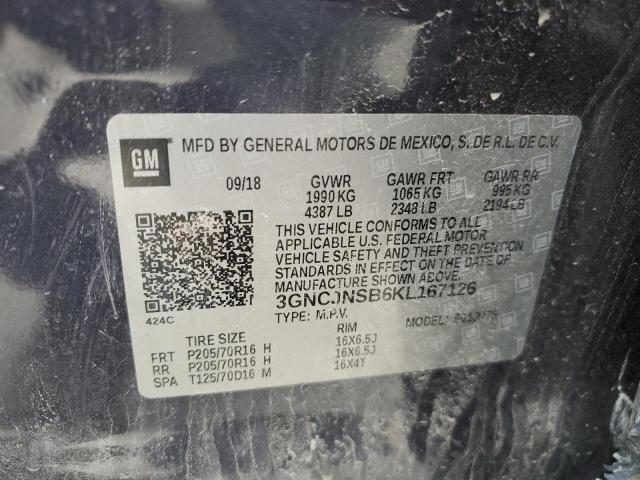 GM
MFD BY GENERAL MOTORS DE MEXICO, S. DE R.L. DE C.V.
09/18 GVWR GAWR FRT GAWR RR
1990 KG 1065 KG 995 KG
4387 LB 2348 LB 2194 LB
THIS VEHICLE CONFORMS TO ALL
APPLICABLE U.S. FEDERAL MOTOR
VEHICLE SAFETY AND THEFT PREVENTION
STANDARDS IN EFFECT ON THE DATE OF
MANUFACTURE SHOWN ABOVE.
3GNCJNSB6KL167126
424C
TYPE: M.P.V. MODEL:
TIRE SIZE RIM
FRT P205/70R16 H 16X6.5J
RR P205/70R16 H 16X6.5J
SPA T125/70D16 M 16X4T